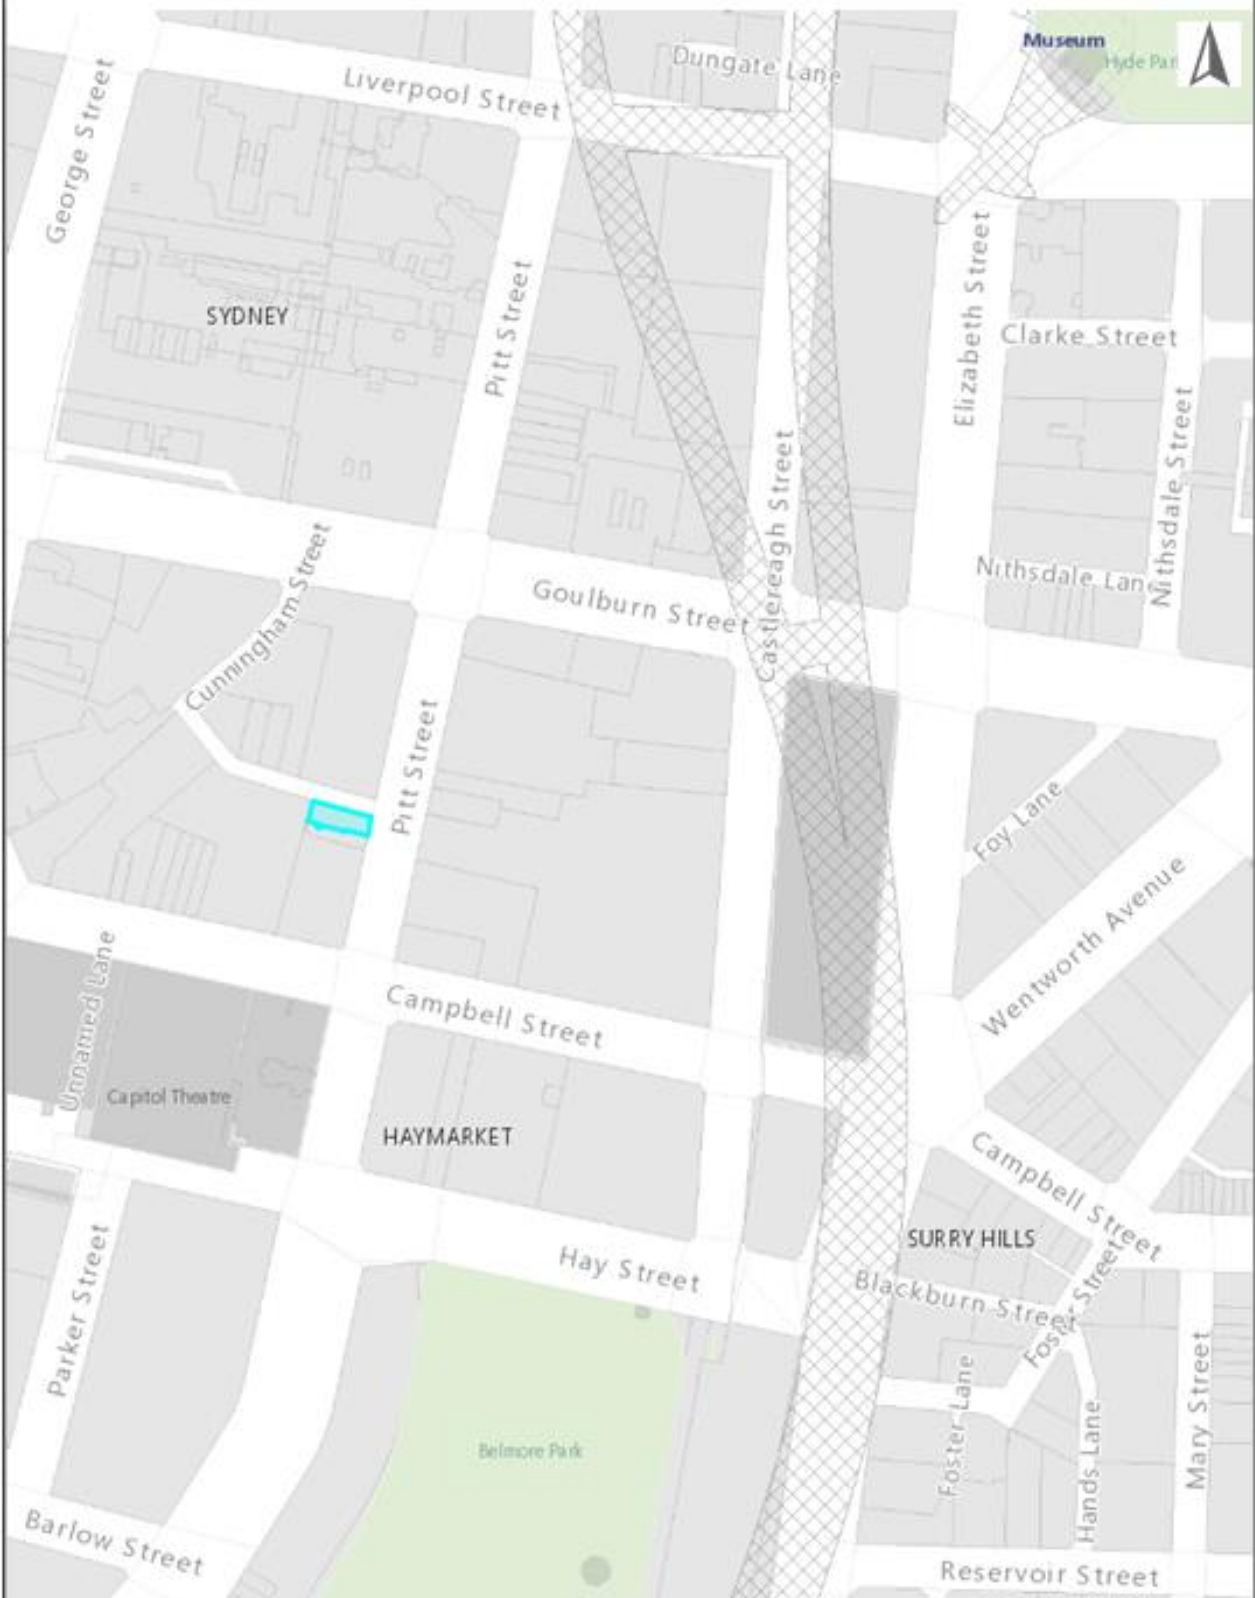 Museum
Dungate Lane
Liverpool Street
George Street
Elizabeth Street
SYDNEY
Pitt Street
Clarke Street
Castlereagh Street
Nithsdale Street
Cunningham Street
Nithsdale Lane
Goulburn Street
Pitt Street
Foy Lane
Wentworth Avenue
Unnamed Lane
Campbell Street
Capitol Theatre
HAYMARKET
Campbell Street
SURRY HILLS
Hay Street
Blackburn Street
Foster Street
Parker Street
Mary Street
Foster Lane
Hands Lane
Belmore Park
Barlow Street
Reservoir Street